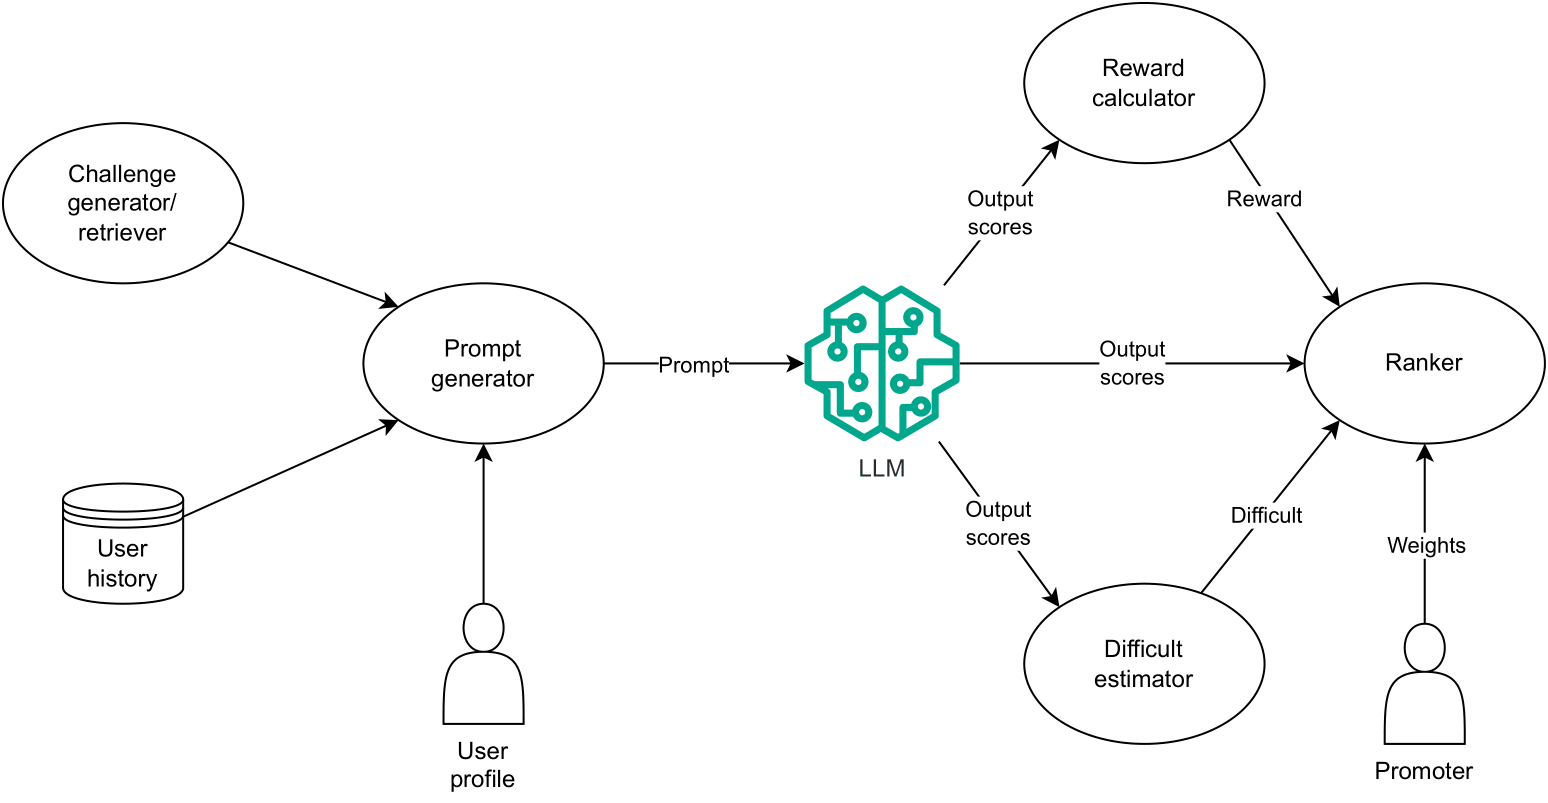 Challenge
generator/
retriever
User
history
User
profile
Prompt
generator
Prompt
LLM
Output
scores
Output
scores
Output
scores
Reward
calculator
Reward
Difficult
estimator
Difficult
Ranker
Weights
Promoter